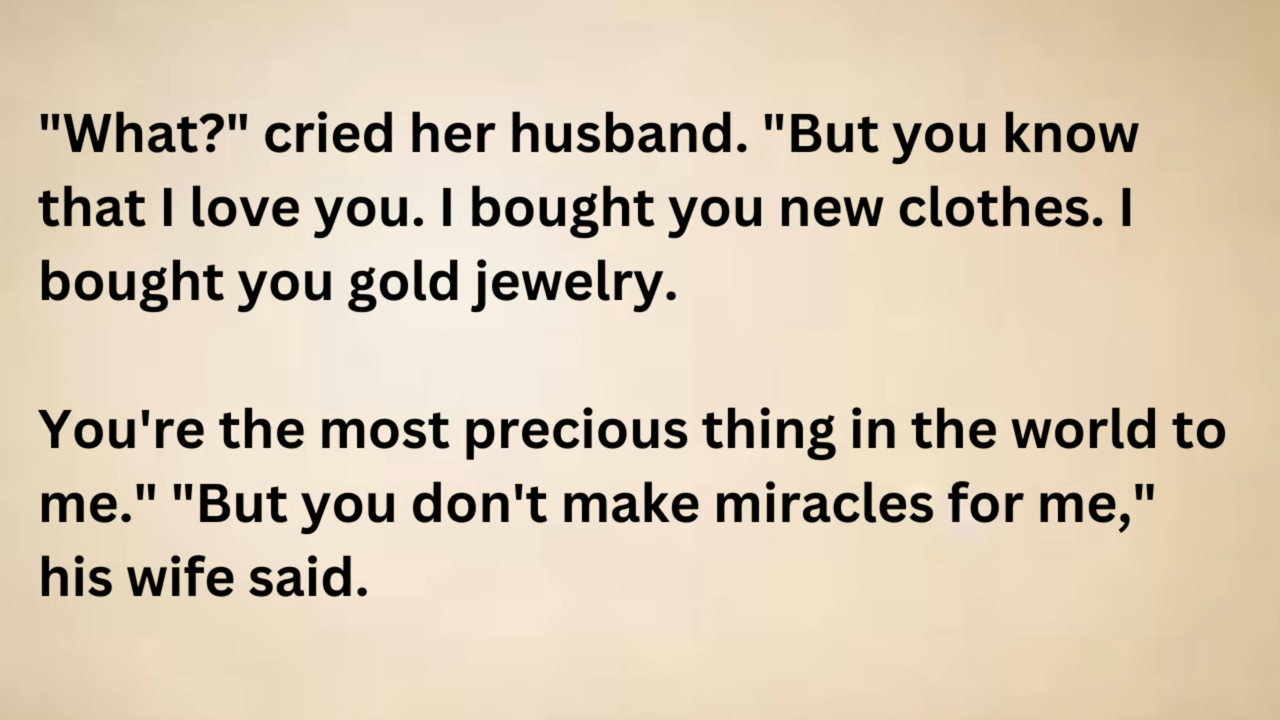 "What?" cried her husband. "But you know
that I love you. I bought you new clothes. I
bought you gold jewelry.
You're the most precious thing in the world to
me." "But you don't make miracles for me,"
his wife said.